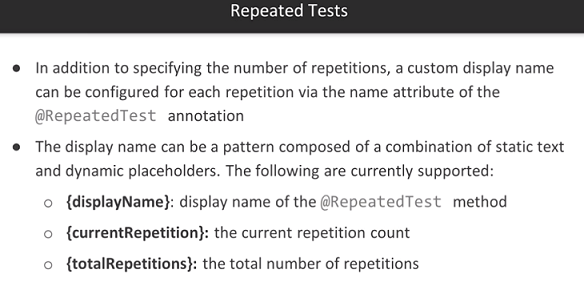 Repeated Tests
● In addition to specifying the number of repetitions, a custom display name
can be configured for each repetition via the name attribute of the
@RepeatedTest annotation
● The display name can be a pattern composed of a combination of static text
and dynamic placeholders. The following are currently supported:
○ {displayName}: display name of the @RepeatedTest method
○ {currentRepetition}: the current repetition count
○ {totalRepetitions}: the total number of repetitions